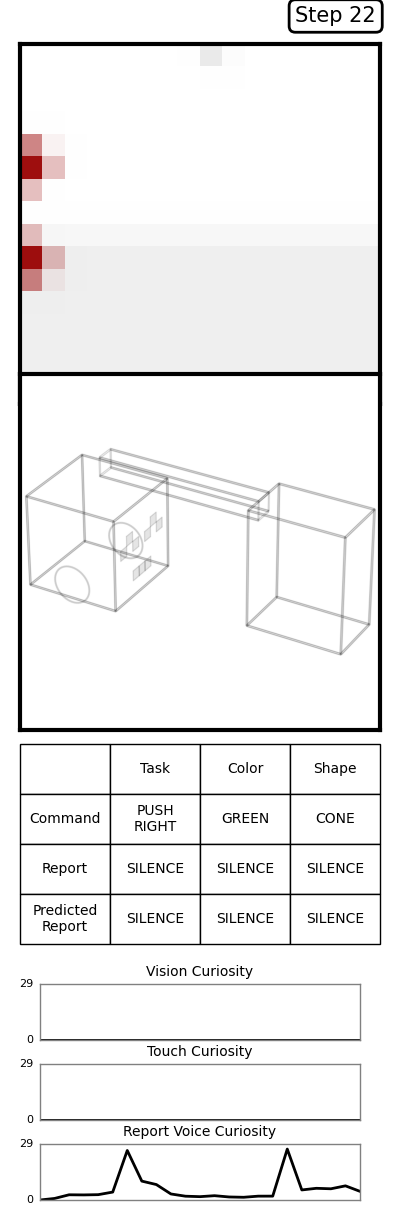 Step 22
Task Color Shape
Command PUSH RIGHT GREEN CONE
Report SILENCE SILENCE SILENCE
Predicted Report SILENCE SILENCE SILENCE
Vision Curiosity
29
0
Touch Curiosity
29
0
Report Voice Curiosity
29
0